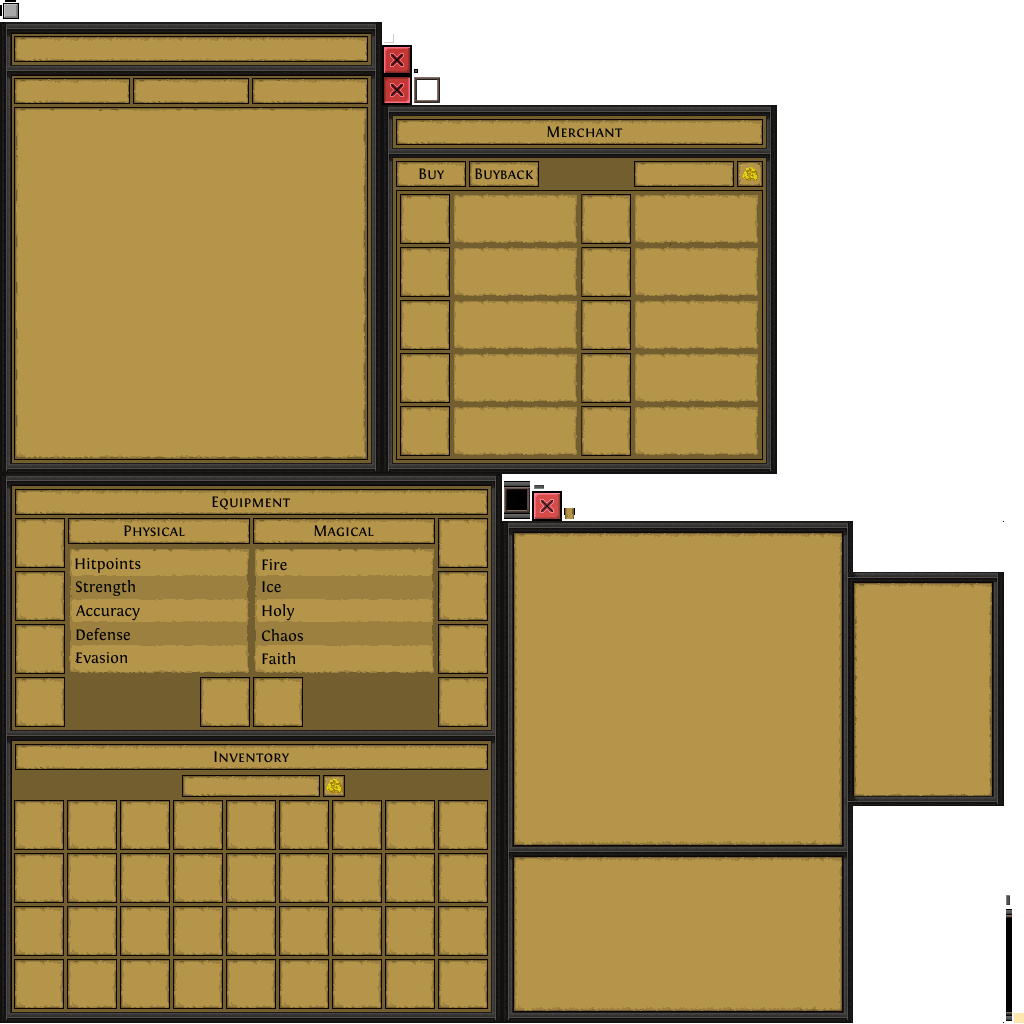 Merchant
Buy
Buyback
Equipment
Physical
Magical
Hitpoints
Strength
Accuracy
Defense
Evasion
Fire
Ice
Holy
Chaos
Faith
Inventory